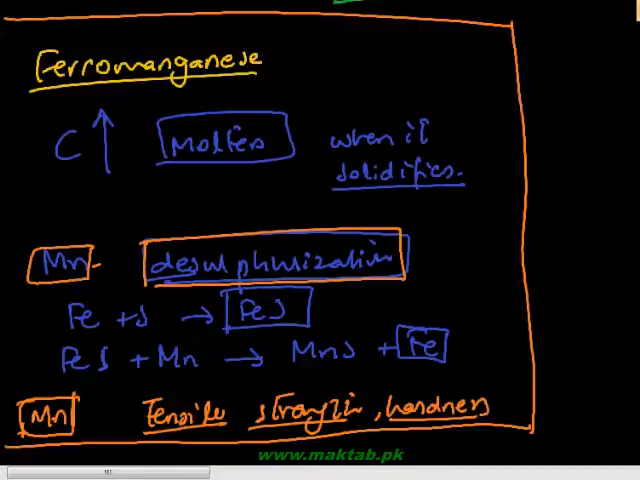 Ferromanganese
C ↑ Molten when it
solidifies.
Mn - desulphurization
Fe + S → FeS
FeS + Mn → MnS + Fe
Mn Tensile strength, hardness
www.maktab.pk